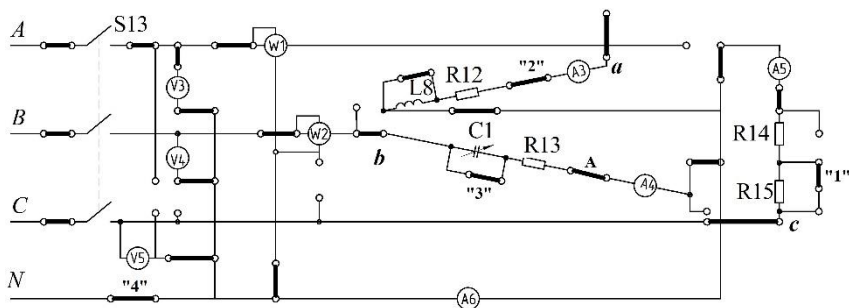 A S13 W1 a
V3 L8 R12 "2" A3 A5
B V4 W2 b C1 R13 A A4 R14
"3" R15 "1"
C c
V5
N "4" A6